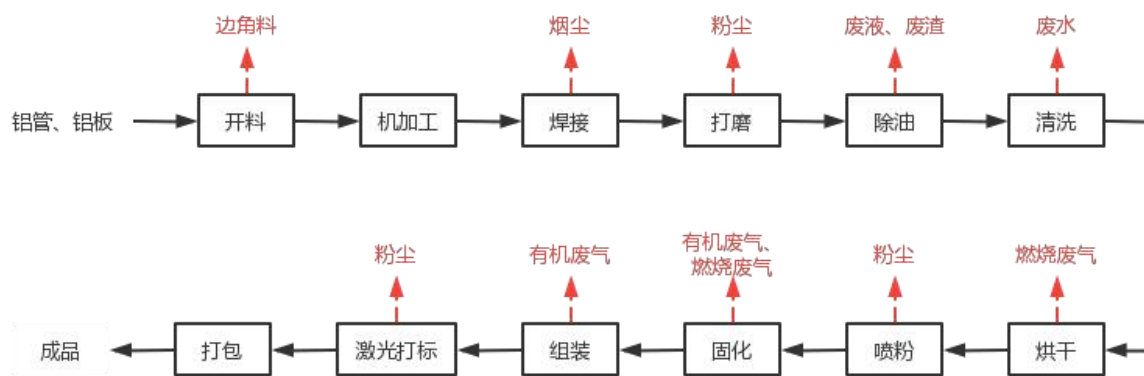 边角料
烟尘
粉尘
废液、废渣
废水
铝管、铝板
开料
机加工
焊接
打磨
除油
清洗
粉尘
有机废气
有机废气、
燃烧废气
粉尘
燃烧废气
成品
打包
激光打标
组装
固化
喷粉
烘干